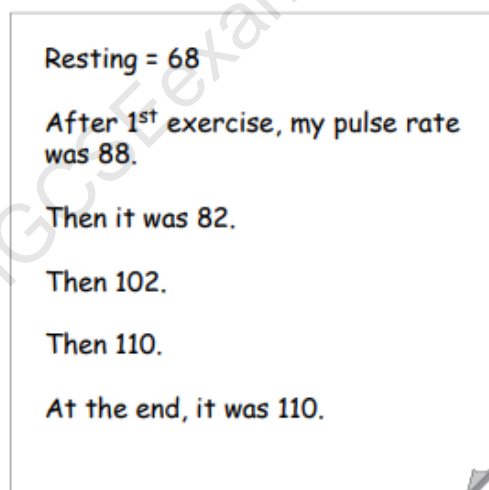 Resting = 68
After 1st exercise, my pulse rate
was 88.
Then it was 82.
Then 102.
Then 110.
At the end, it was 110.